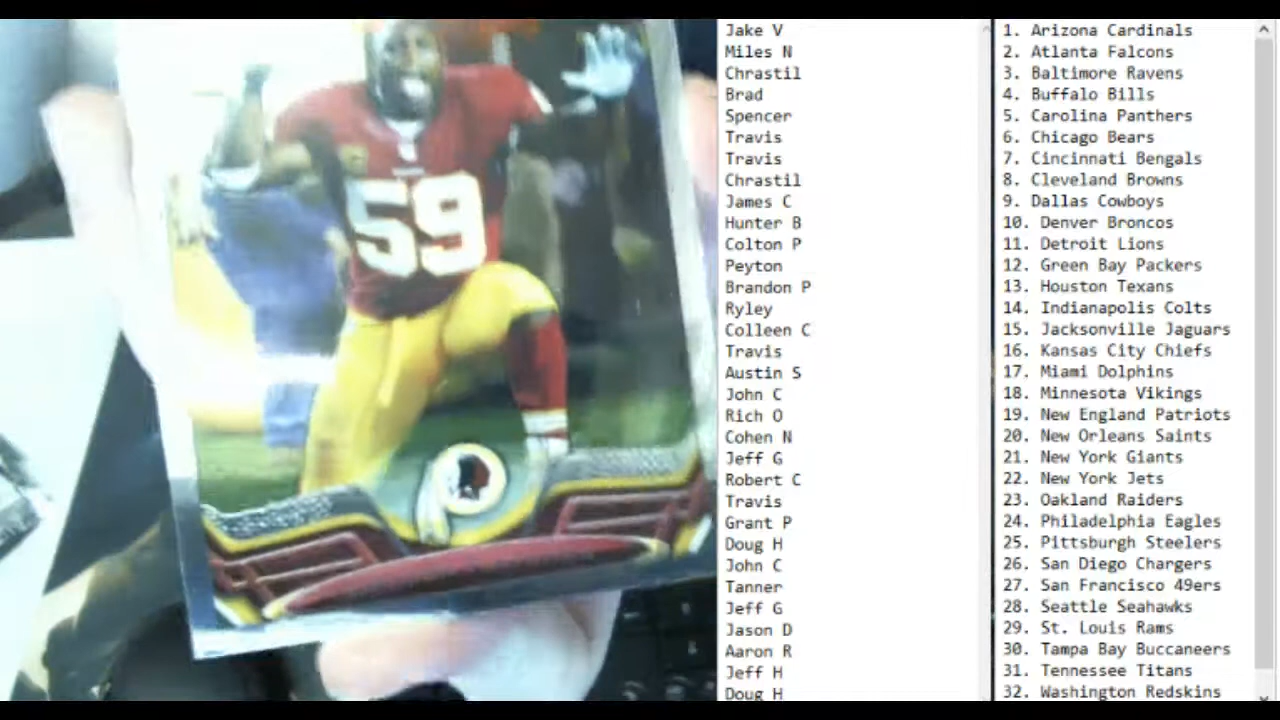 59
Jake V
Miles N
Chrastil
Brad
Spencer
Travis
Travis
Chrastil
James C
Hunter B
Colton P
Peyton
Brandon P
Ryley
Colleen C
Travis
Austin S
John C
Rich O
Cohen N
Jeff G
Robert C
Travis
Grant P
Doug H
John C
Tanner
Jeff G
Jason D
Aaron R
Jeff H
Doug H
1. Arizona Cardinals
2. Atlanta Falcons
3. Baltimore Ravens
4. Buffalo Bills
5. Carolina Panthers
6. Chicago Bears
7. Cincinnati Bengals
8. Cleveland Browns
9. Dallas Cowboys
10. Denver Broncos
11. Detroit Lions
12. Green Bay Packers
13. Houston Texans
14. Indianapolis Colts
15. Jacksonville Jaguars
16. Kansas City Chiefs
17. Miami Dolphins
18. Minnesota Vikings
19. New England Patriots
20. New Orleans Saints
21. New York Giants
22. New York Jets
23. Oakland Raiders
24. Philadelphia Eagles
25. Pittsburgh Steelers
26. San Diego Chargers
27. San Francisco 49ers
28. Seattle Seahawks
29. St. Louis Rams
30. Tampa Bay Buccaneers
31. Tennessee Titans
32. Washington Redskins